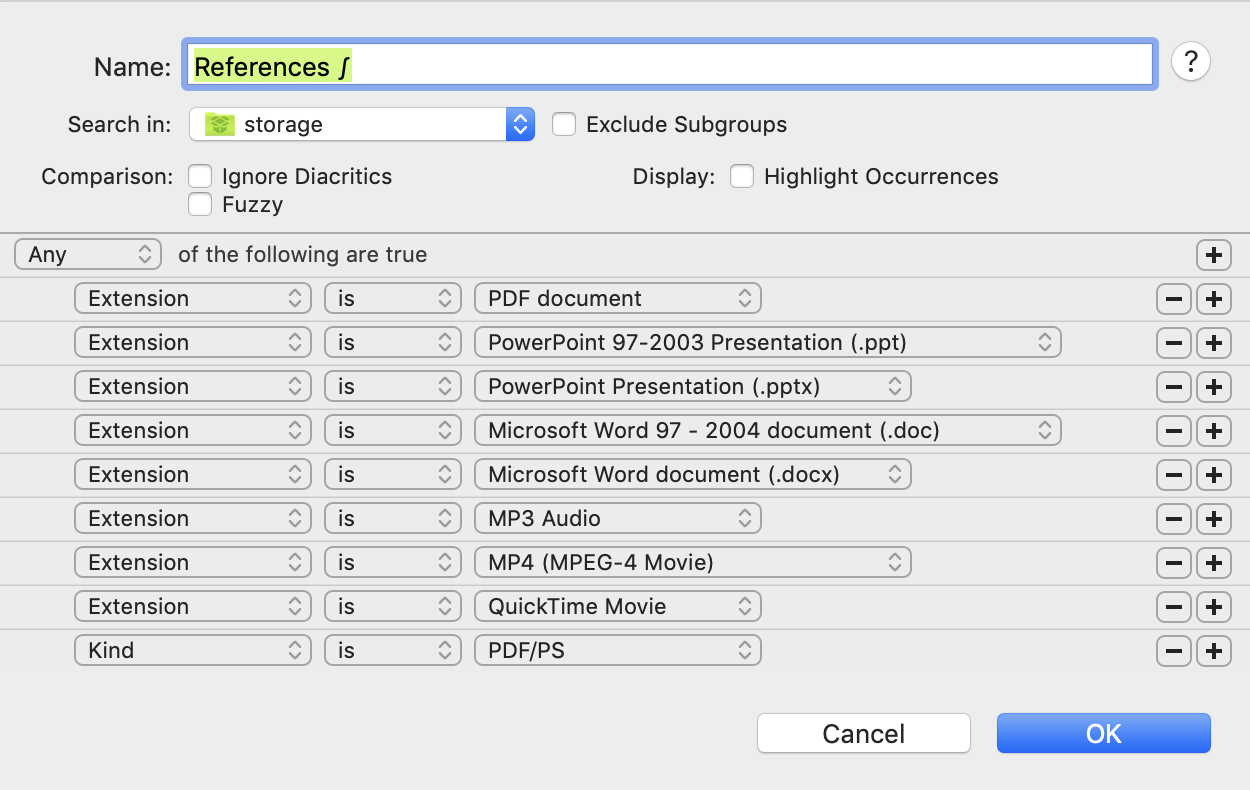 Name: References ∫ ?
Search in: storage Exclude Subgroups
Comparison: Ignore Diacritics Display: Highlight Occurrences
Fuzzy
Any of the following are true
Extension is PDF document
Extension is PowerPoint 97-2003 Presentation (.ppt)
Extension is PowerPoint Presentation (.pptx)
Extension is Microsoft Word 97 - 2004 document (.doc)
Extension is Microsoft Word document (.docx)
Extension is MP3 Audio
Extension is MP4 (MPEG-4 Movie)
Extension is QuickTime Movie
Kind is PDF/PS
Cancel OK